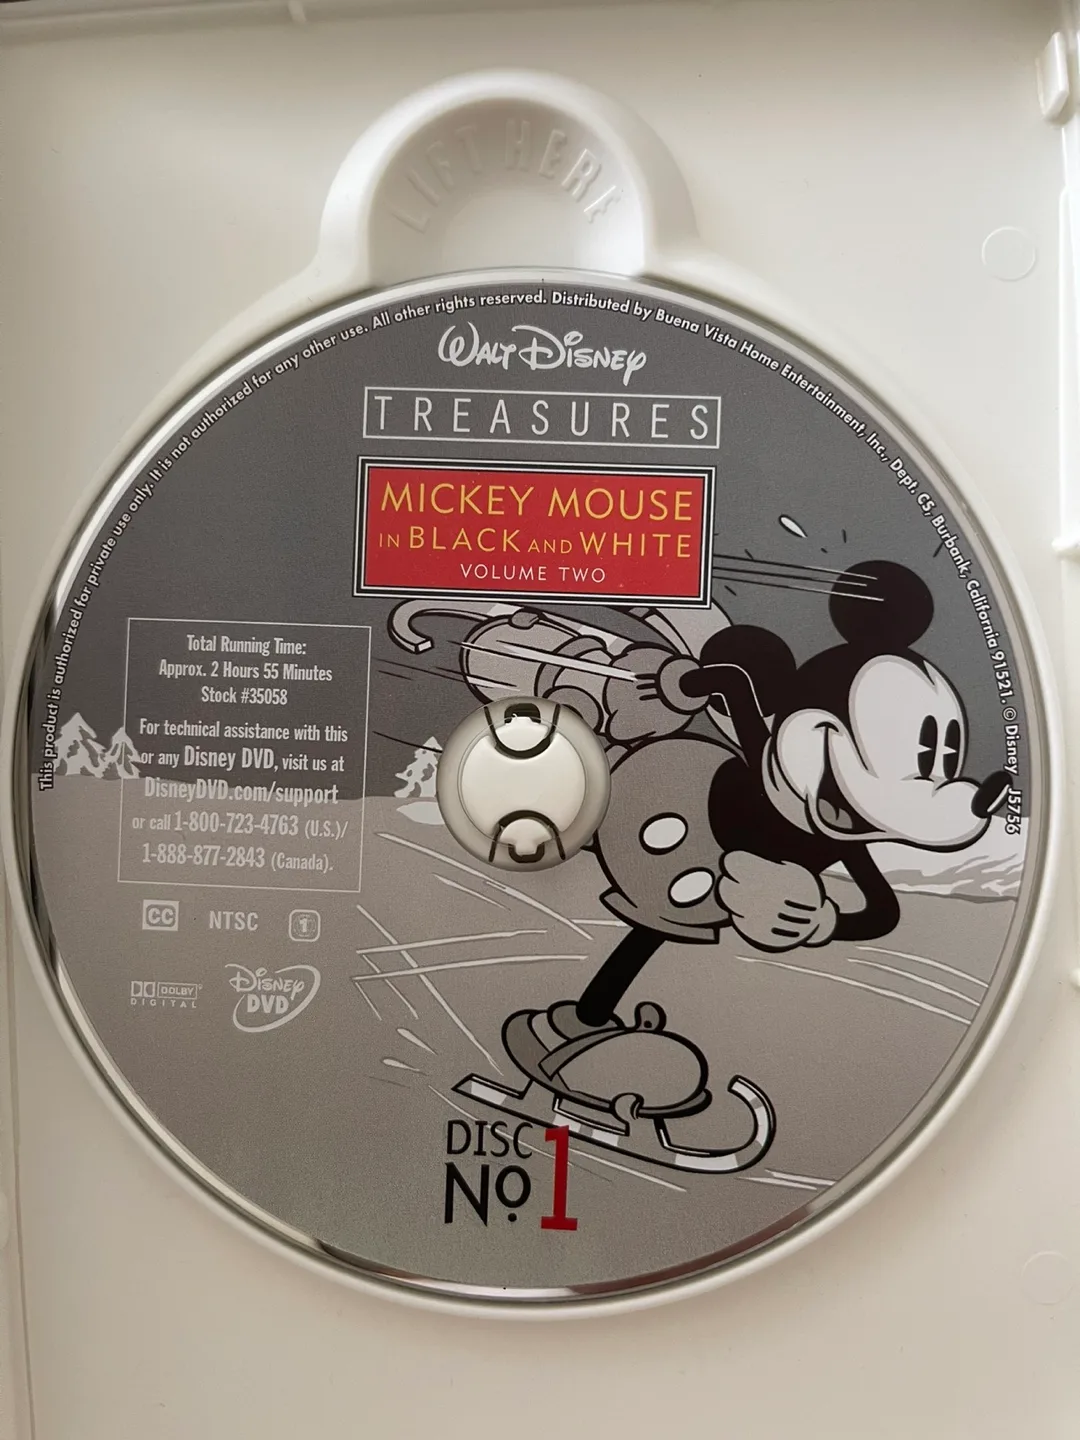 LIFT HERE
This product is authorized for private use only. It is not authorized for any other use. All other rights reserved. Distributed by Buena Vista Home Entertainment, Inc., Dept. CS, Burbank, California 91521. © Disney J5756
WALT DISNEY
TREASURES
MICKEY MOUSE
IN BLACK AND WHITE
VOLUME TWO
Total Running Time:
Approx. 2 Hours 55 Minutes
Stock #35058
For technical assistance with this
or any Disney DVD, visit us at
DisneyDVD.com/support
or call 1-800-723-4763 (U.S.)/
1-888-877-2843 (Canada).
CC NTSC 1
DOLBY
DIGITAL
DISNEY
DVD
DISC
No 1